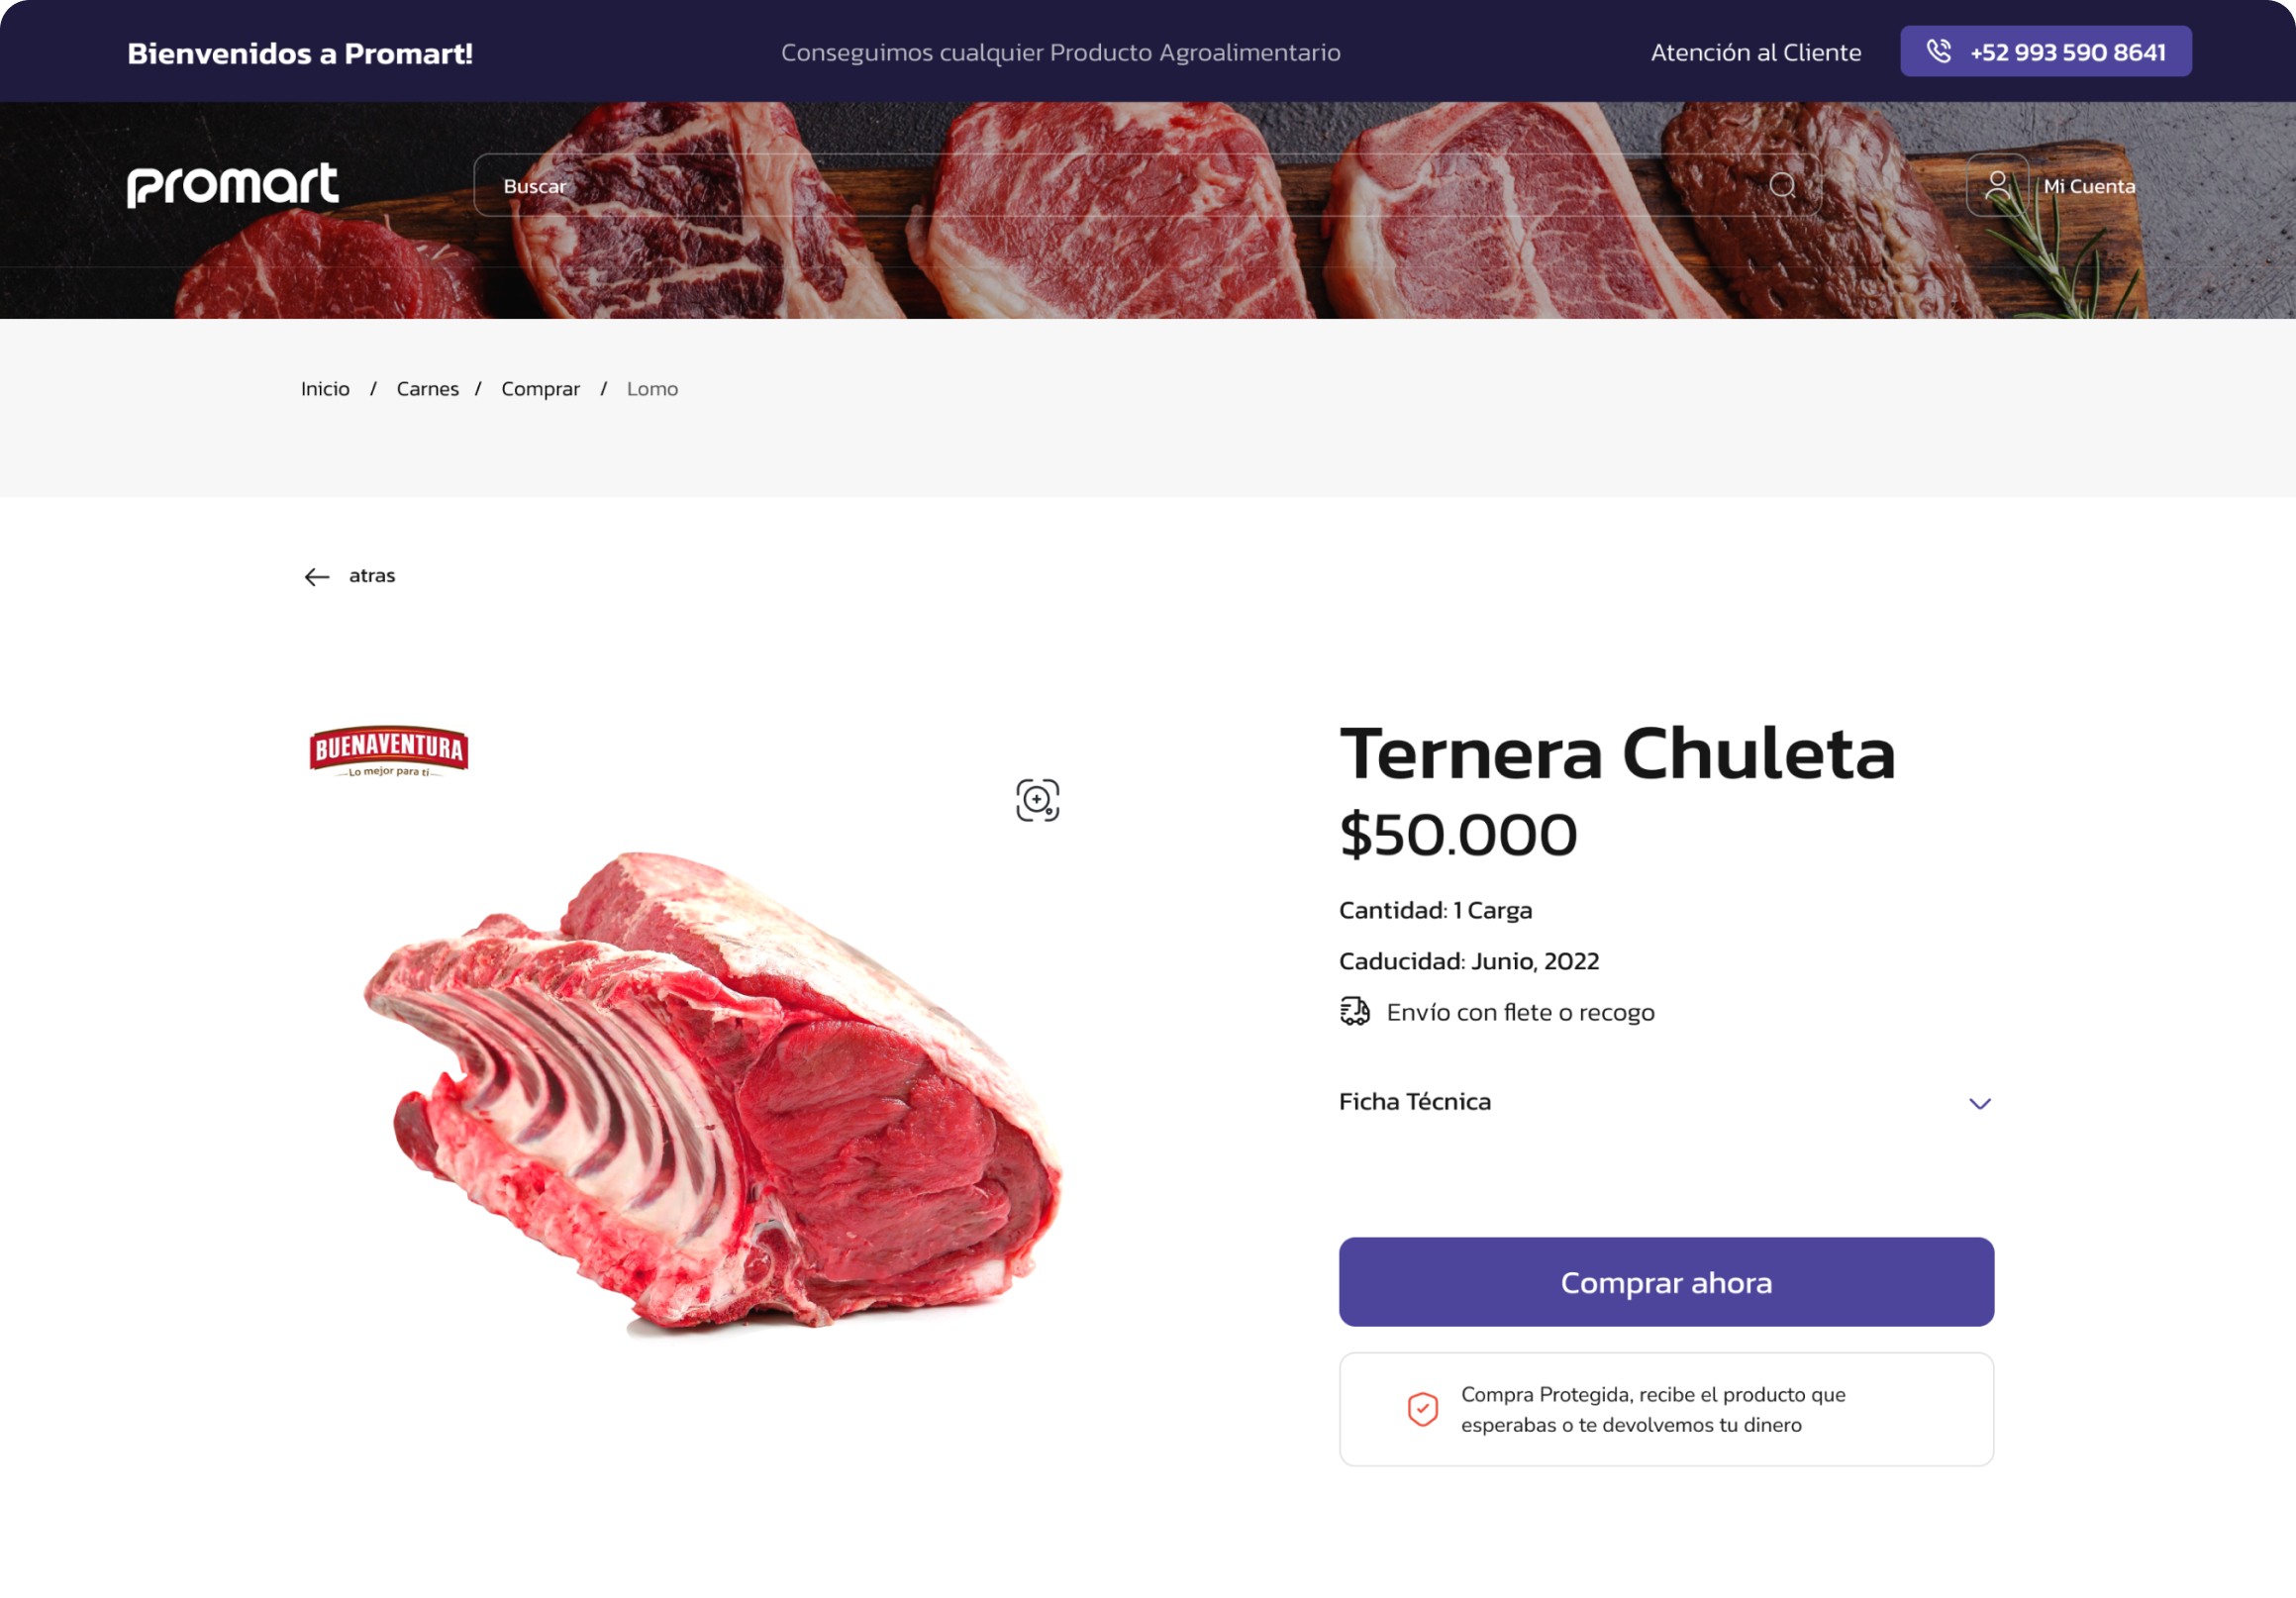 Bienvenidos a Promart!
Conseguimos cualquier Producto Agroalimentario
Atención al Cliente
+52 993 590 8641
promart
Buscar
Mi Cuenta
Inicio / Carnes / Comprar / Lomo
atras
BUENAVENTURA
Lo mejor para ti
Ternera Chuleta
$50.000
Cantidad: 1 Carga
Caducidad: Junio, 2022
Envío con flete o recogo
Ficha Técnica
Comprar ahora
Compra Protegida, recibe el producto que
esperabas o te devolvemos tu dinero